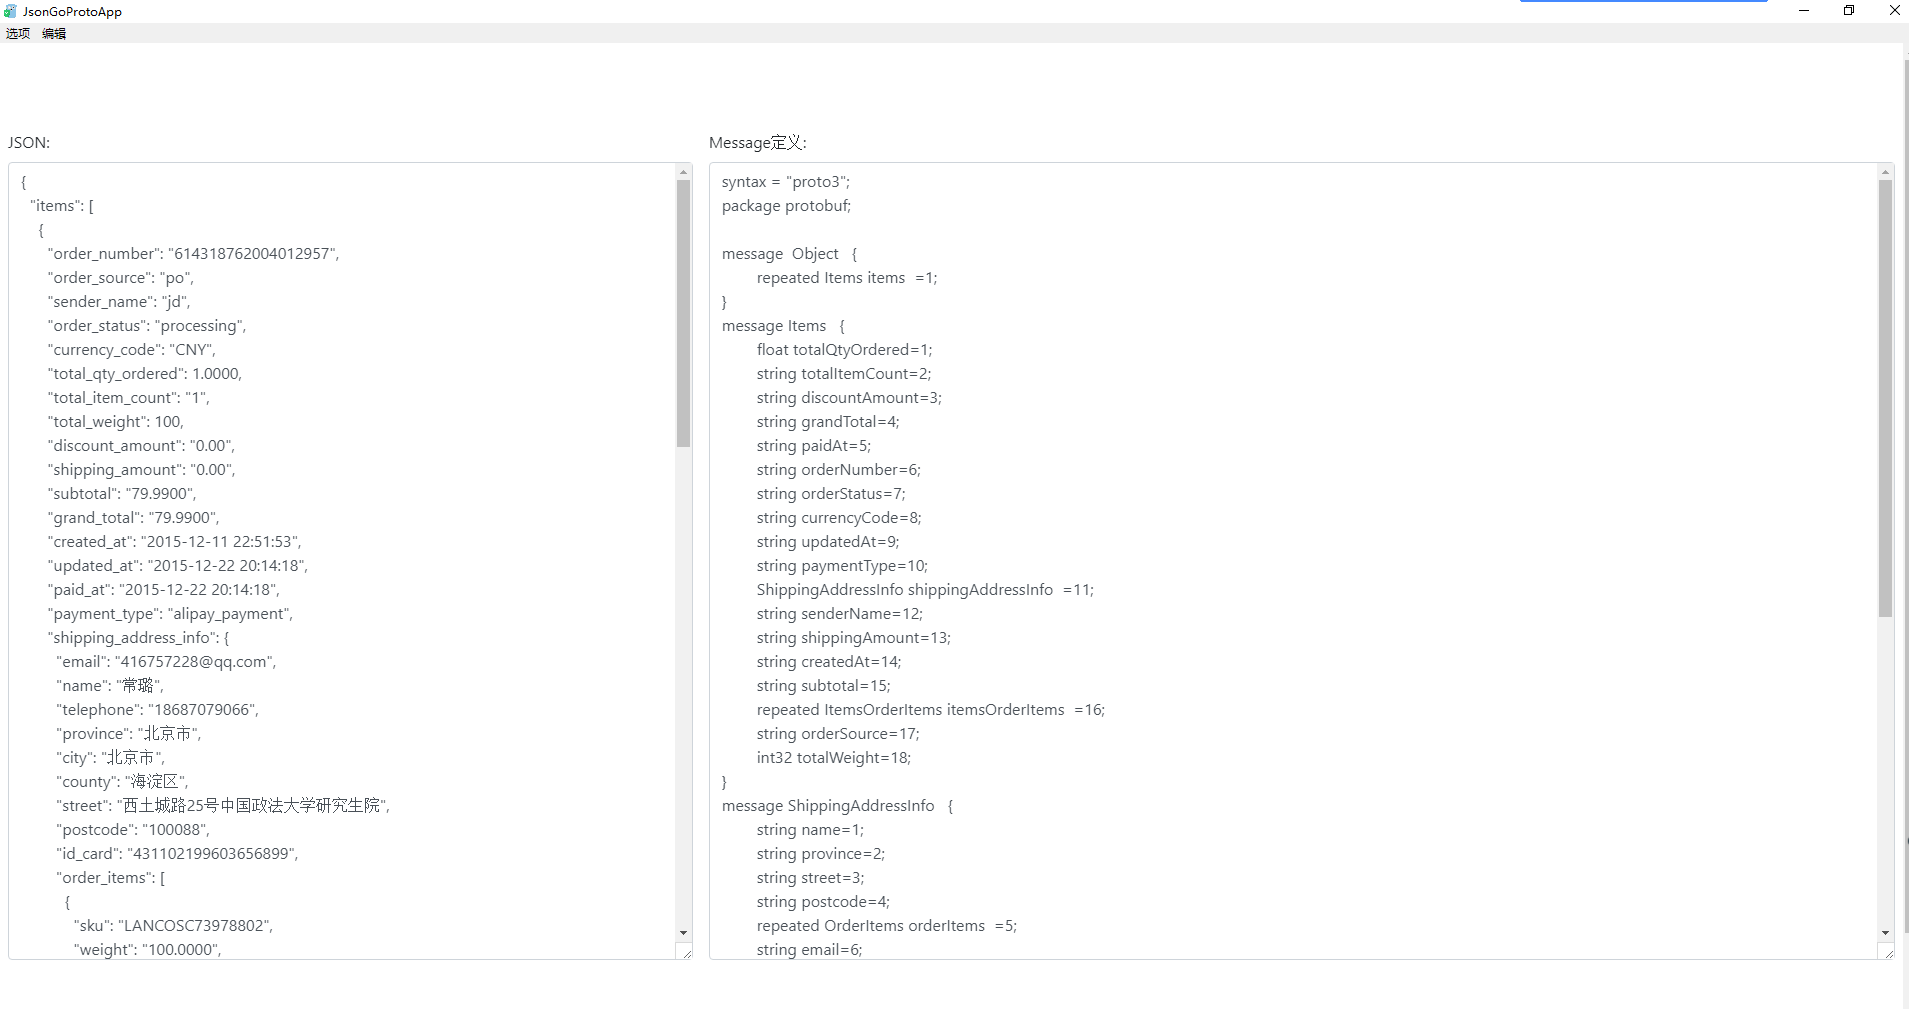 JsonGoProtoApp
选项 编辑
JSON:
{
"items": [
{
"order_number": "614318762004012957",
"order_source": "po",
"sender_name": "jd",
"order_status": "processing",
"currency_code": "CNY",
"total_qty_ordered": 1.0000,
"total_item_count": "1",
"total_weight": 100,
"discount_amount": "0.00",
"shipping_amount": "0.00",
"subtotal": "79.9900",
"grand_total": "79.9900",
"created_at": "2015-12-11 22:51:53",
"updated_at": "2015-12-22 20:14:18",
"paid_at": "2015-12-22 20:14:18",
"payment_type": "alipay_payment",
"shipping_address_info": {
"email": "416757228@qq.com",
"name": "常璐",
"telephone": "18687079066",
"province": "北京市",
"city": "北京市",
"county": "海淀区",
"street": "西土城路25号中国政法大学研究生院",
"postcode": "100088",
"id_card": "431102199603656899",
"order_items": [
{
"sku": "LANCOSC73978802",
"weight": "100.0000",
Message定义:
syntax = "proto3";
package protobuf;
message  Object   {
repeated Items items  =1;
}
message Items   {
float totalQtyOrdered=1;
string totalItemCount=2;
string discountAmount=3;
string grandTotal=4;
string paidAt=5;
string orderNumber=6;
string orderStatus=7;
string currencyCode=8;
string updatedAt=9;
string paymentType=10;
ShippingAddressInfo shippingAddressInfo  =11;
string senderName=12;
string shippingAmount=13;
string createdAt=14;
string subtotal=15;
repeated ItemsOrderItems itemsOrderItems  =16;
string orderSource=17;
int32 totalWeight=18;
}
message ShippingAddressInfo   {
string name=1;
string province=2;
string street=3;
string postcode=4;
repeated OrderItems orderItems  =5;
string email=6;